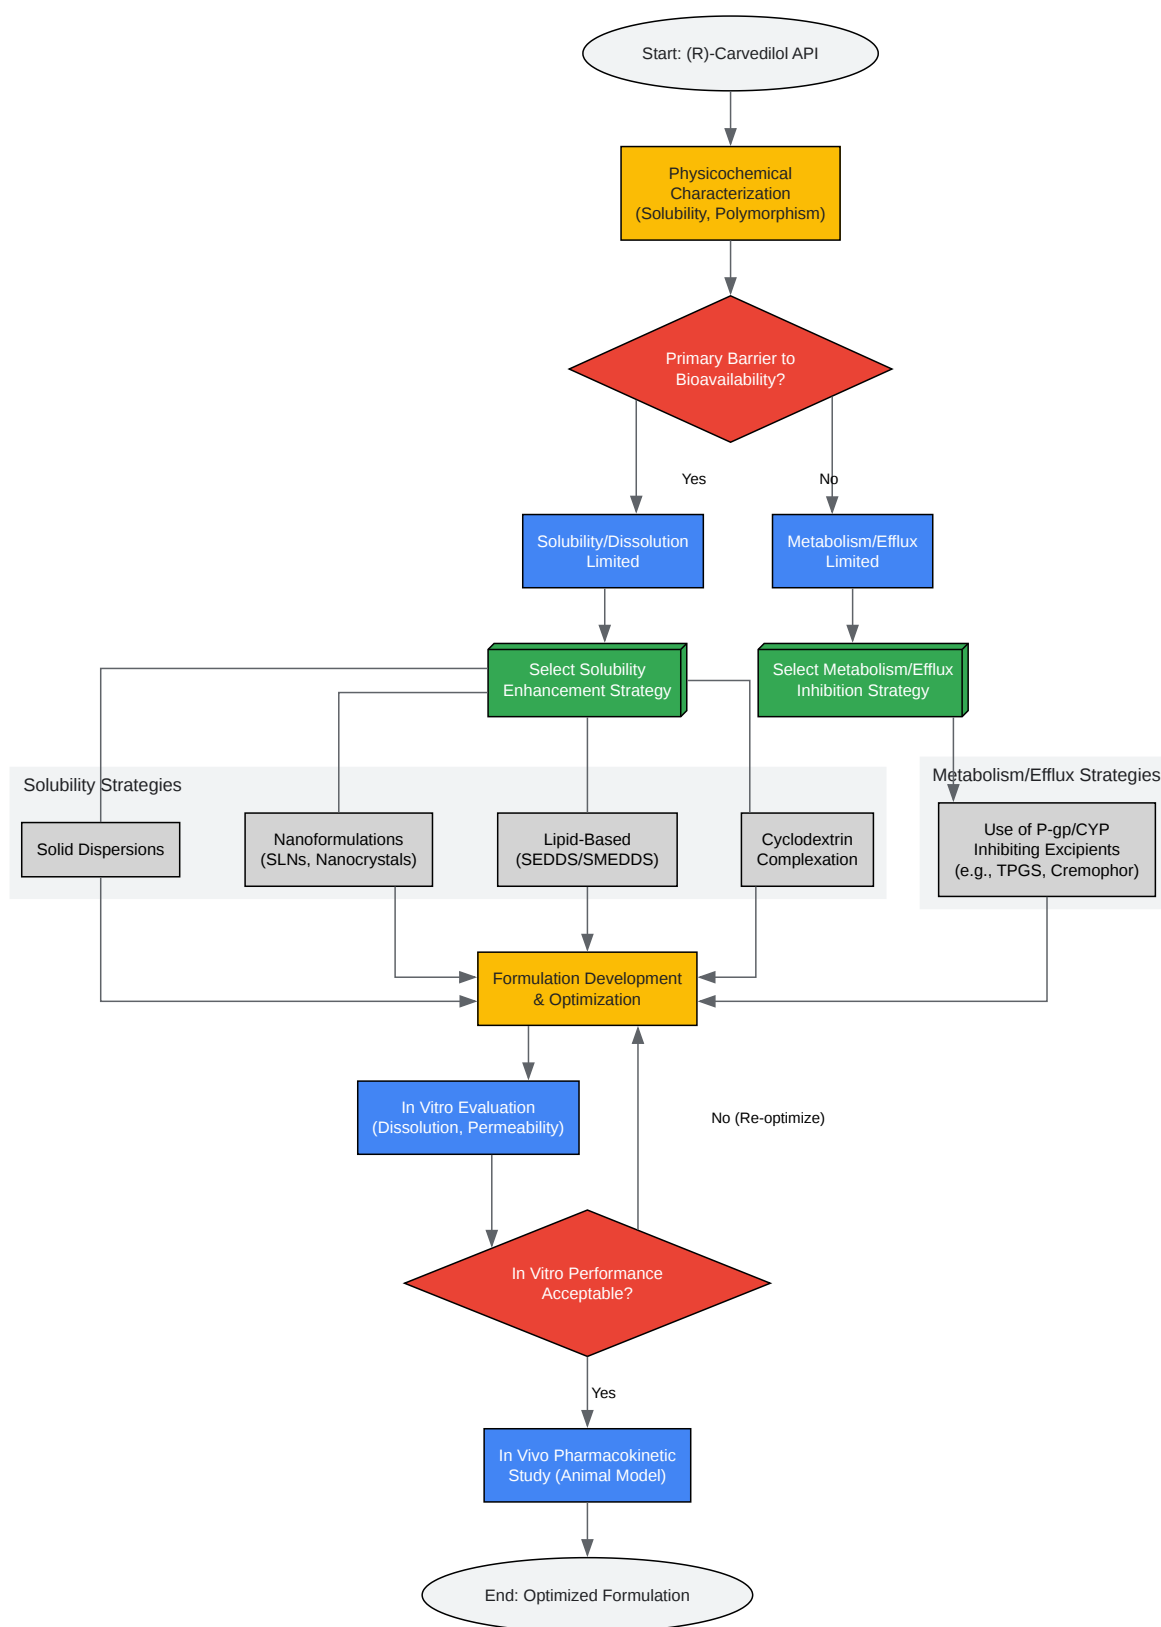 Start: (R)-Carvedilol API
Physicochemical
Characterization
(Solubility, Polymorphism)
Primary Barrier to
Bioavailability?
Yes
No
Solubility/Dissolution
Limited
Metabolism/Efflux
Limited
Select Solubility
Enhancement Strategy
Select Metabolism/Efflux
Inhibition Strategy
Solubility Strategies
Metabolism/Efflux Strategies
Solid Dispersions
Nanoformulations
(SLNs, Nanocrystals)
Lipid-Based
(SEDDS/SMEDDS)
Cyclodextrin
Complexation
Use of P-gp/CYP
Inhibiting Excipients
(e.g., TPGS, Cremophor)
Formulation Development
& Optimization
In Vitro Evaluation
(Dissolution, Permeability)
No (Re-optimize)
In Vitro Performance
Acceptable?
Yes
In Vivo Pharmacokinetic
Study (Animal Model)
End: Optimized Formulation